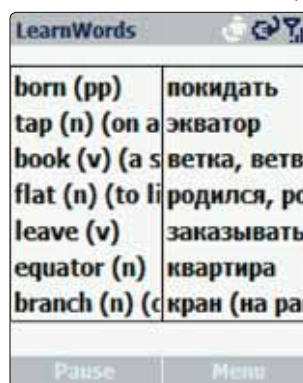 LearnWords
born (pp) покидать
tap (n) (on a экватор
book (v) (a s ветка, ветв
flat (n) (to li родился, ро
leave (v) заказывать
equator (n) квартира
branch (n) (c кран (на ра
Pause Menu